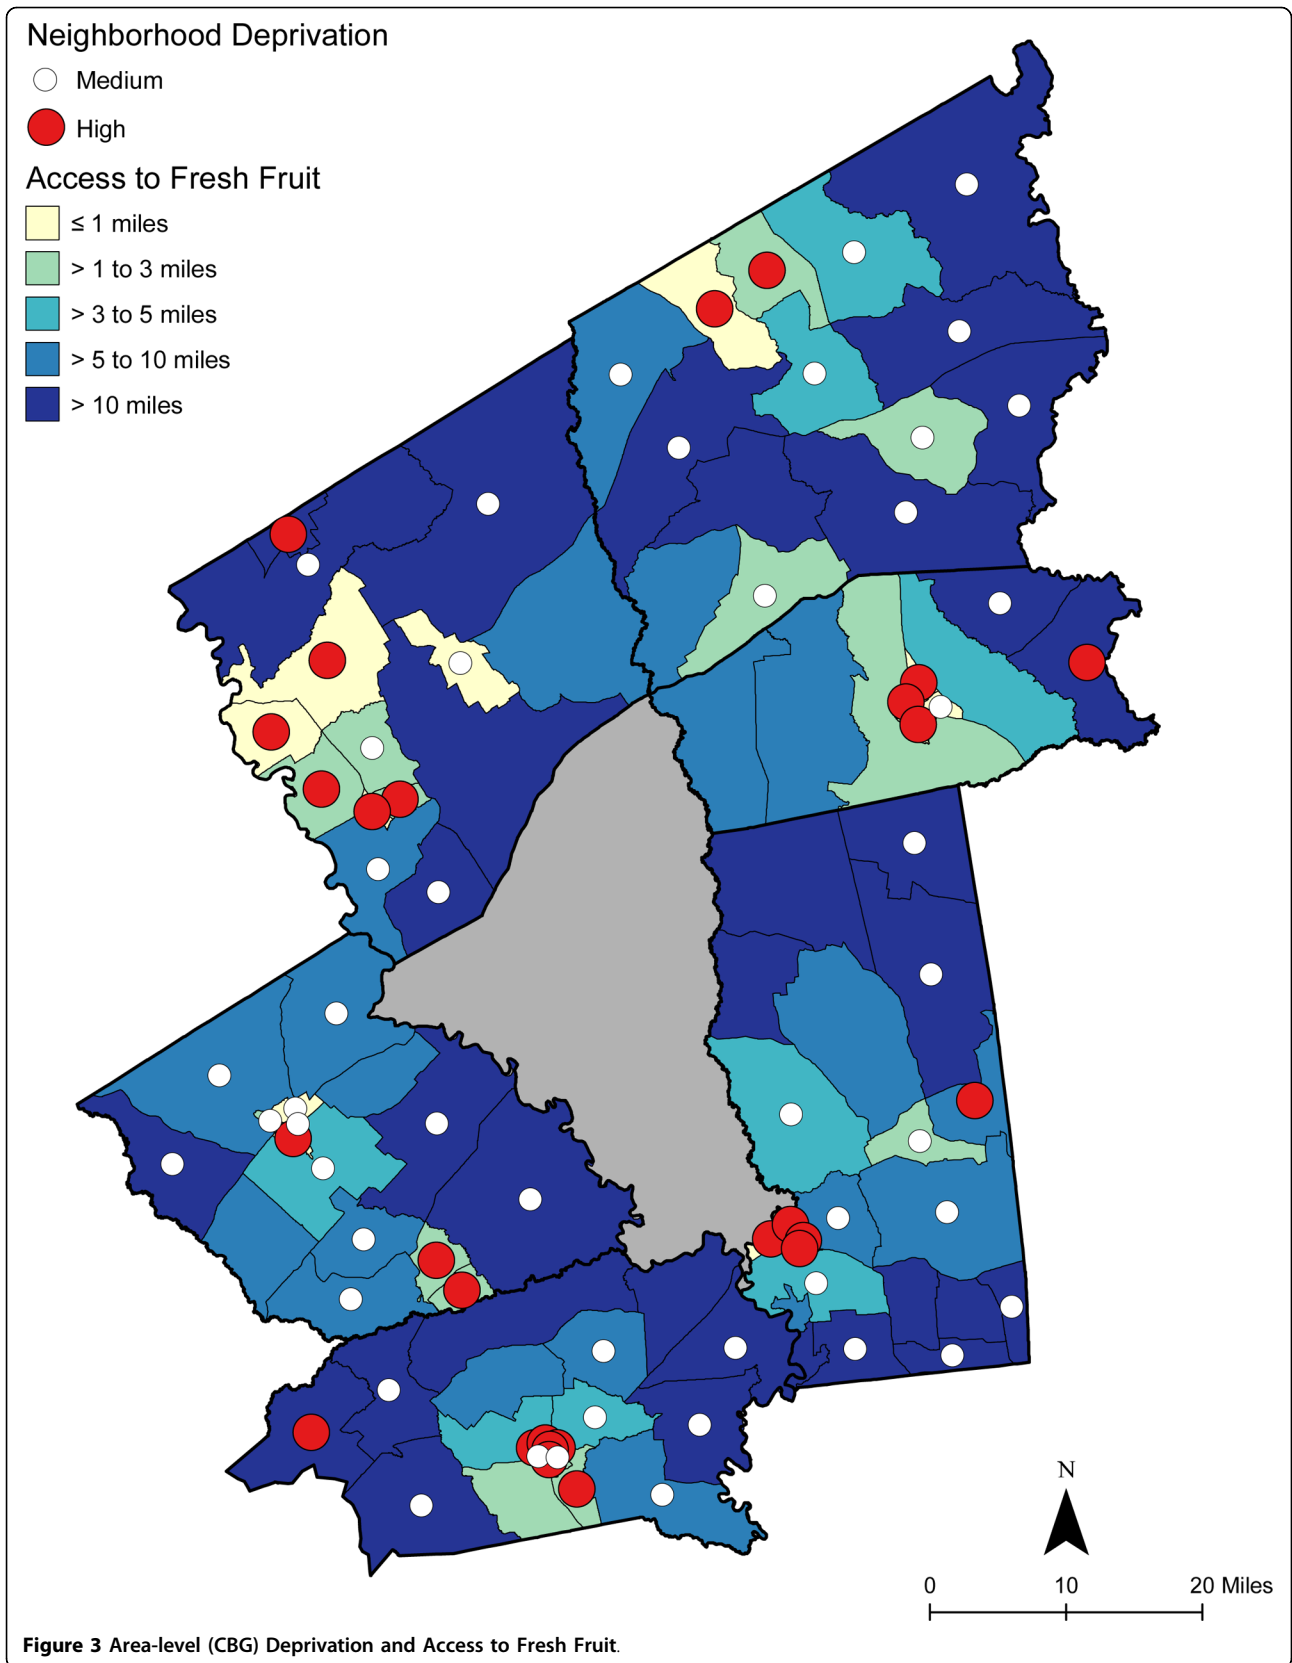 Neighborhood Deprivation
Medium
High
Access to Fresh Fruit
≤ 1 miles
> 1 to 3 miles
> 3 to 5 miles
> 5 to 10 miles
> 10 miles
N
0 10 20 Miles
Figure 3 Area-level (CBG) Deprivation and Access to Fresh Fruit.